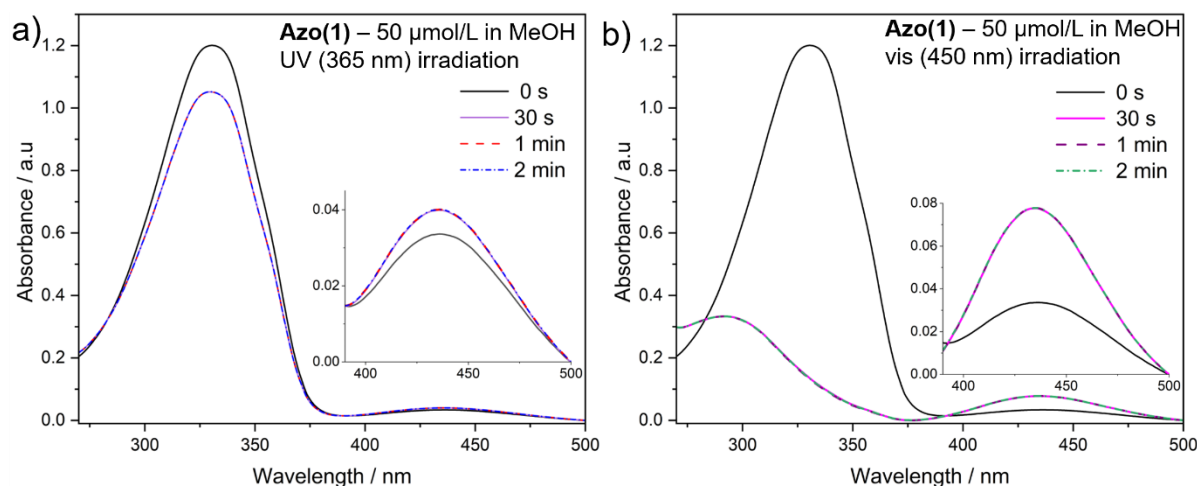 a)
Azo(1) – 50 µmol/L in MeOH
UV (365 nm) irradiation
0 s
30 s
1 min
2 min
1.2
1.0
0.8
0.6
0.4
0.2
0.0
0.04
0.02
0.00
400
450
500
300
350
400
450
500
Absorbance / a.u
Wavelength / nm
b)
Azo(1) – 50 µmol/L in MeOH
vis (450 nm) irradiation
0 s
30 s
1 min
2 min
1.2
1.0
0.8
0.6
0.4
0.2
0.0
0.08
0.06
0.04
0.02
0.00
400
450
500
300
350
400
450
500
Absorbance / a.u
Wavelength / nm